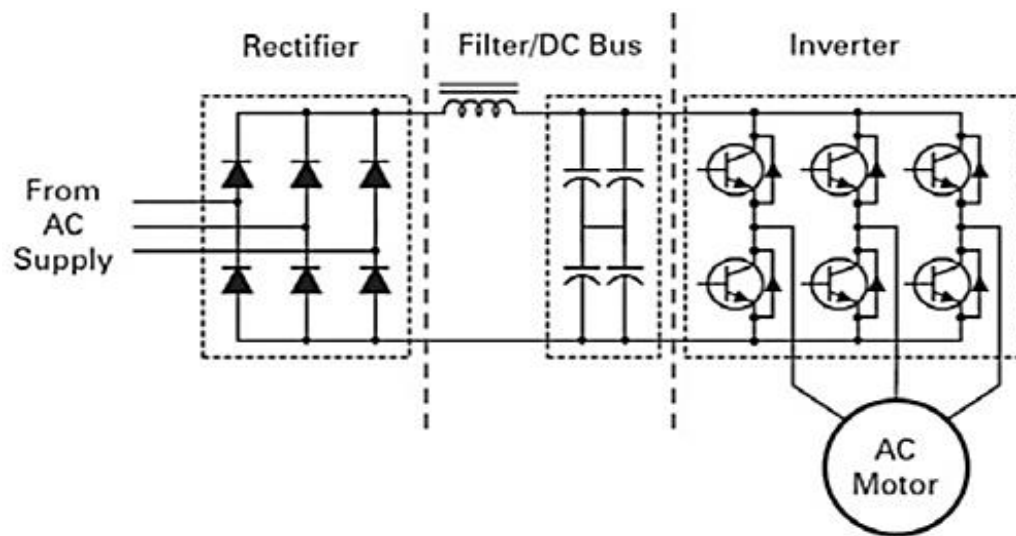 Rectifier
Filter/DC Bus
Inverter
From
AC
Supply
AC
Motor